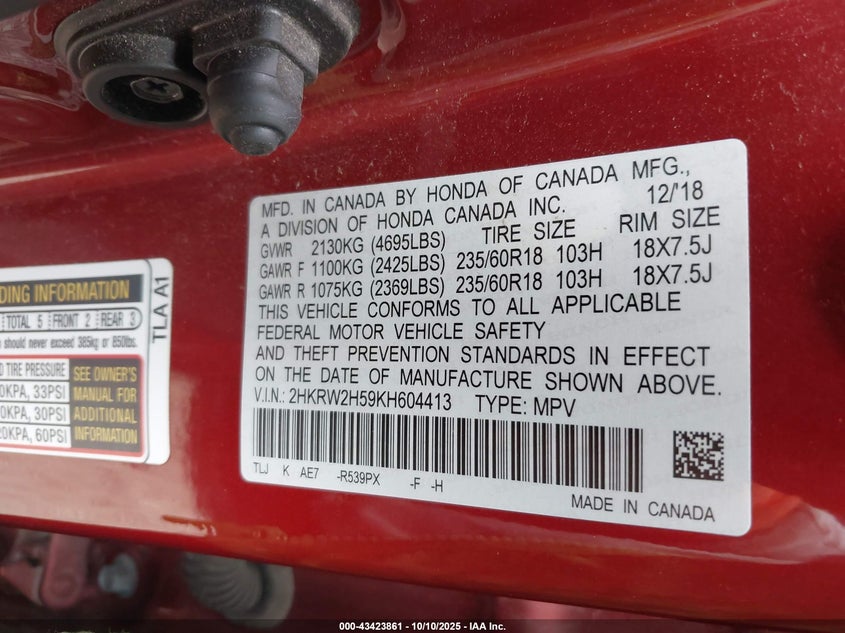 MFD. IN CANADA BY HONDA OF CANADA MFG.,
A DIVISION OF HONDA CANADA INC. 12/'18
GVWR 2130KG (4695LBS) TIRE SIZE RIM SIZE
GAWR F 1100KG (2425LBS) 235/60R18 103H 18X7.5J
GAWR R 1075KG (2369LBS) 235/60R18 103H 18X7.5J
THIS VEHICLE CONFORMS TO ALL APPLICABLE
FEDERAL MOTOR VEHICLE SAFETY
AND THEFT PREVENTION STANDARDS IN EFFECT
ON THE DATE OF MANUFACTURE SHOWN ABOVE.
V.I.N.: 2HKRW2H59KH604413 TYPE: MPV
TLJ K AE7 -R539PX -F -H
MADE IN CANADA
INFORMATION
TLA A1
TOTAL 5 FRONT 2 REAR 3
should never exceed 385kg or 850lbs.
TIRE PRESSURE
SEE OWNER'S
MANUAL FOR
ADDITIONAL
INFORMATION
33PSI
30PSI
60PSI
000-43423861 - 10/10/2025 - IAA Inc.